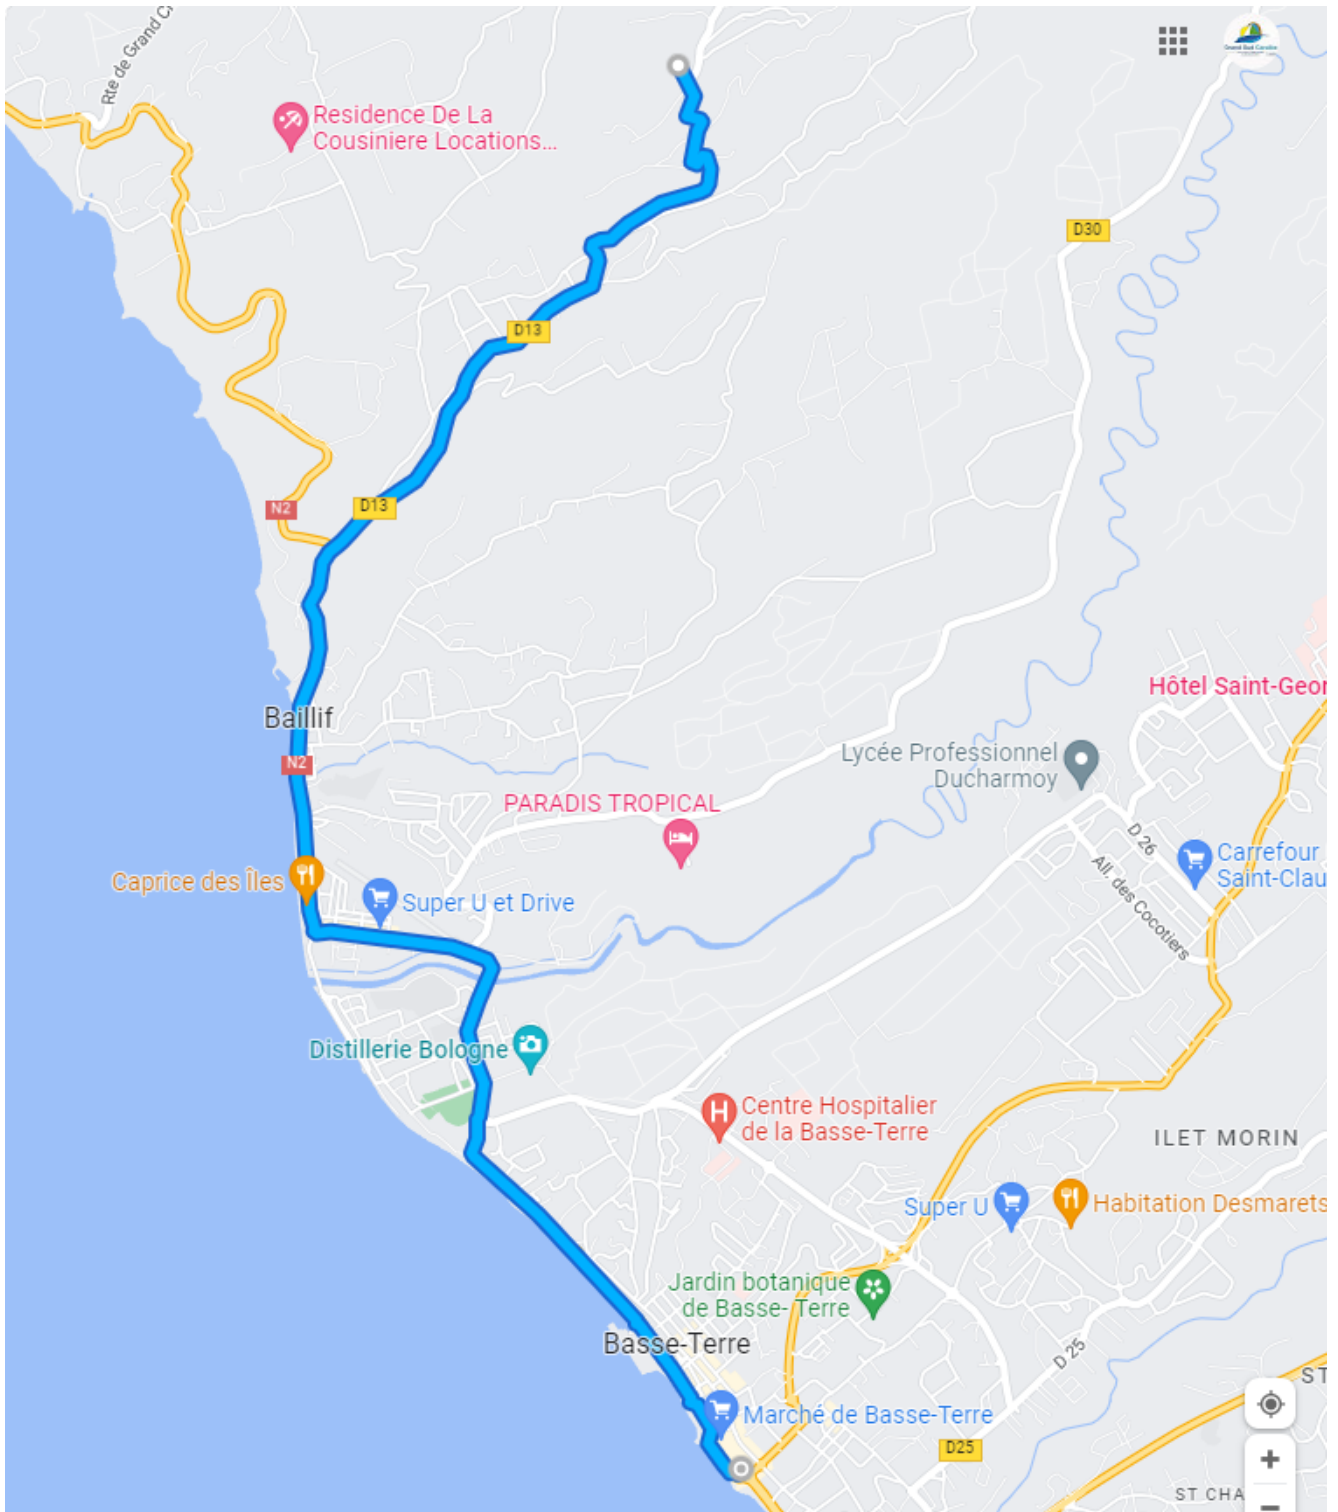 Rte de Grand C
Grand Sud Caraïbe
Residence De La
Cousiniere Locations...
D30
D13
D13
N2
Hôtel Saint-Geor
Baillif
Lycée Professionnel
Ducharmoy
N2
PARADIS TROPICAL
D 26
Carrefour
Saint-Clau
Caprice des Îles
Super U et Drive
All. des Cocotiers
Distillerie Bologne
H
Centre Hospitalier
de la Basse-Terre
ILET MORIN
Super U
Habitation Desmarets
Jardin botanique
de Basse- Terre
Basse-Terre
D 25
ST
Marché de Basse-Terre
D25
ST CHA